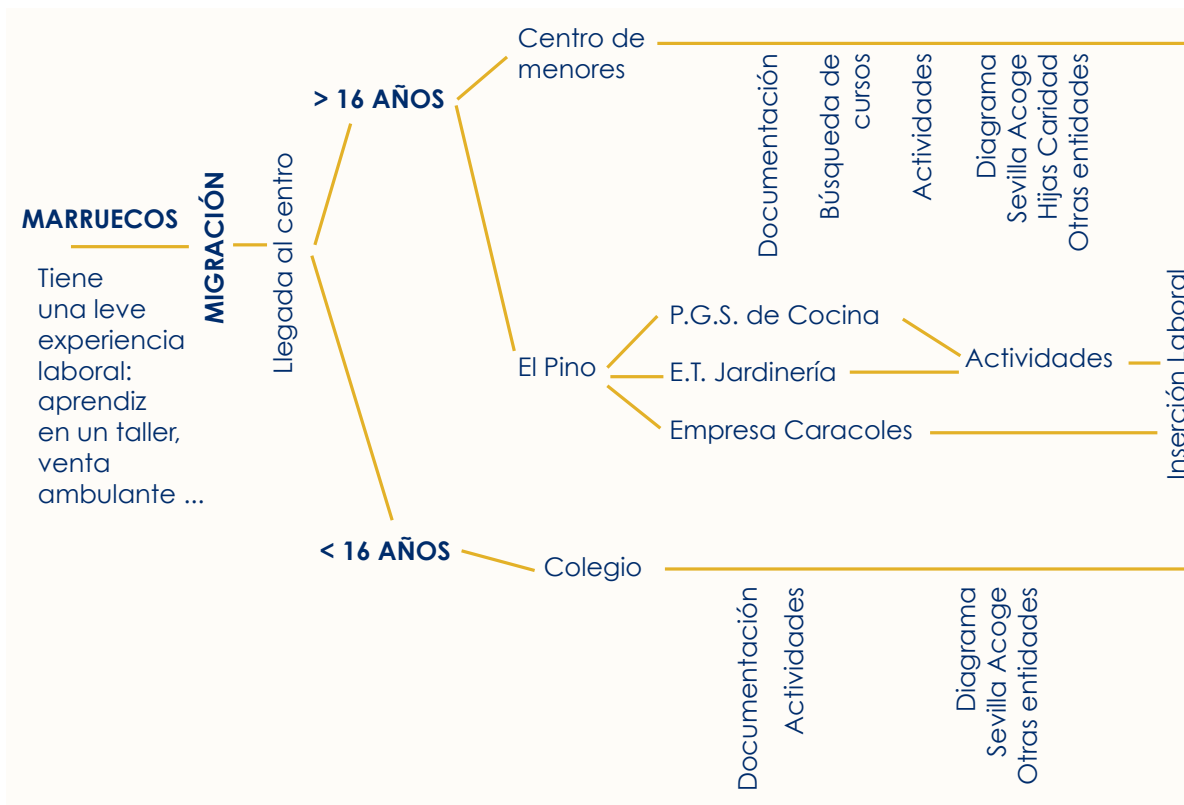 MARRUECOS
Tiene
una leve
experiencia
laboral:
aprendiz
en un taller,
venta
ambulante ...
MIGRACIÓN
Llegada al centro
> 16 AÑOS
Centro de
menores
Documentación
Búsqueda de
cursos
Actividades
Diagrama
Sevilla Acoge
Hijas Caridad
Otras entidades
El Pino
P.G.S. de Cocina
E.T. Jardinería
Empresa Caracoles
Actividades
Inserción Laboral
< 16 AÑOS
Colegio
Documentación
Actividades
Diagrama
Sevilla Acoge
Otras entidades